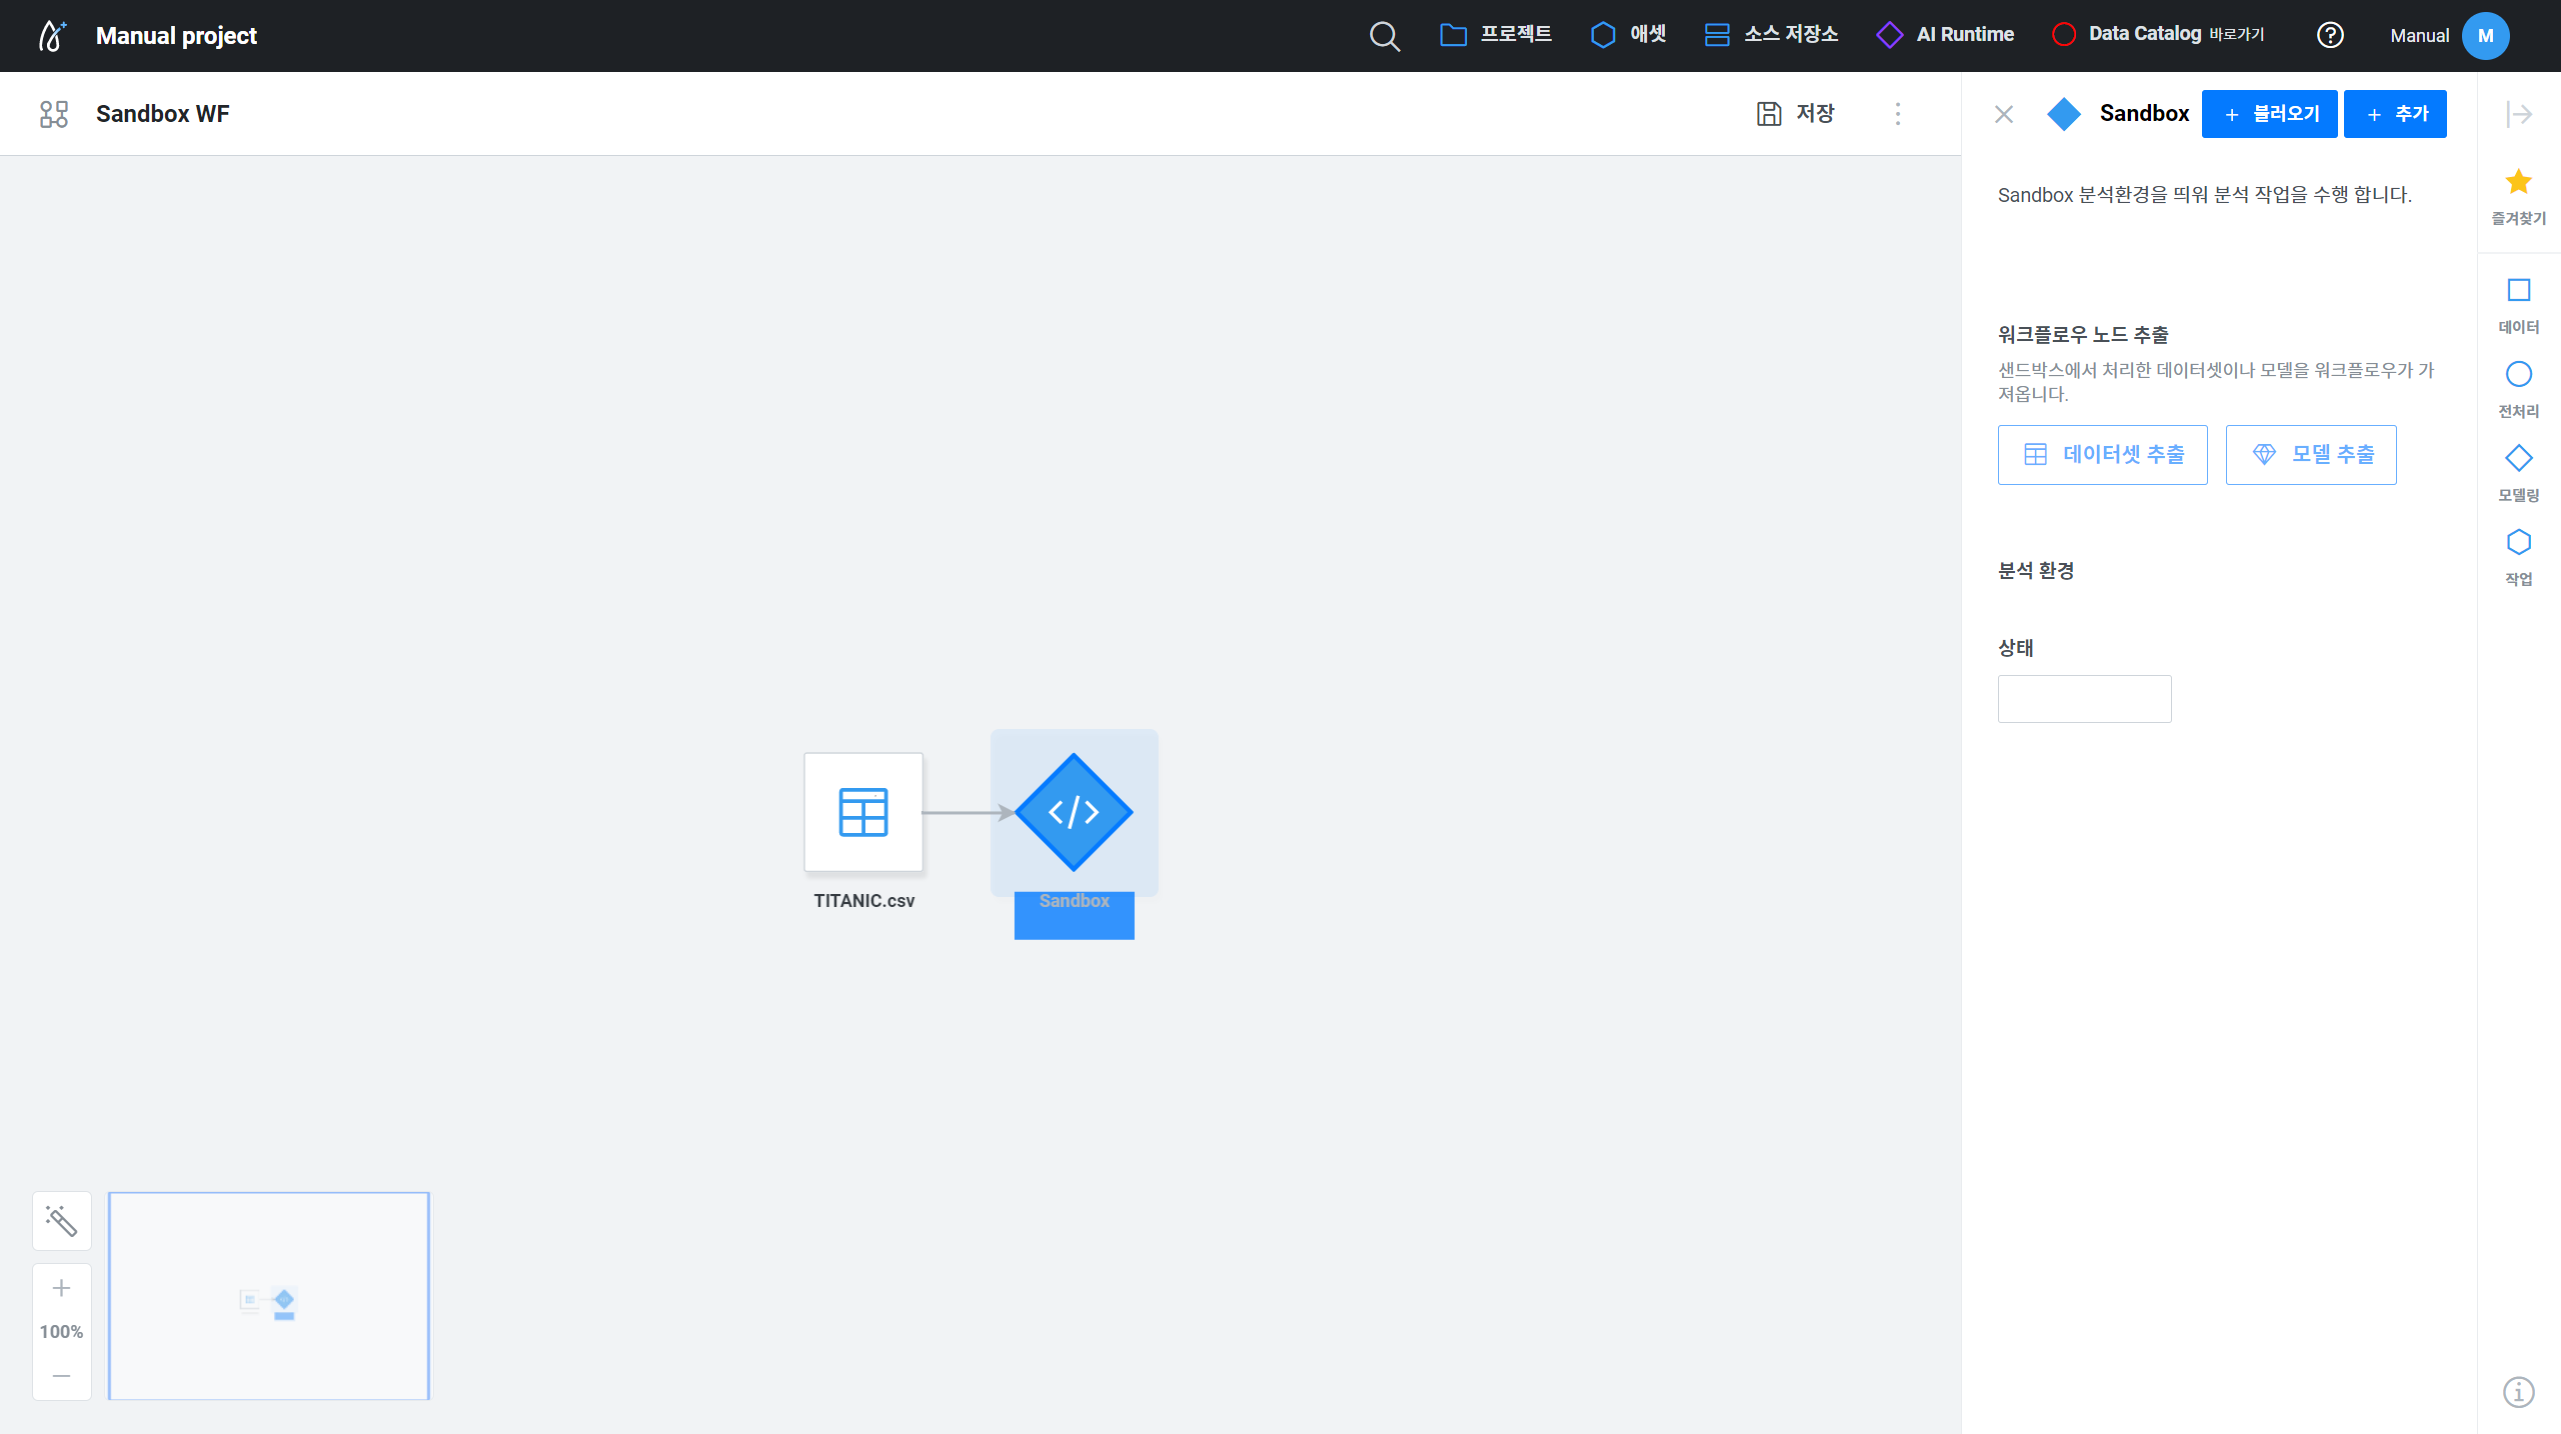 Manual project
프로젝트
애셋
소스 저장소
AI Runtime
Data Catalog 바로가기
Manual
M
Sandbox WF
저장
Sandbox
+ 불러오기
+ 추가
Sandbox 분석환경을 띄워 분석 작업을 수행 합니다.
워크플로우 노드 추출
샌드박스에서 처리한 데이터셋이나 모델을 워크플로우가 가
져옵니다.
데이터셋 추출
모델 추출
분석 환경
상태
즐겨찾기
데이터
전처리
모델링
작업
TITANIC.csv
Sandbox
100%